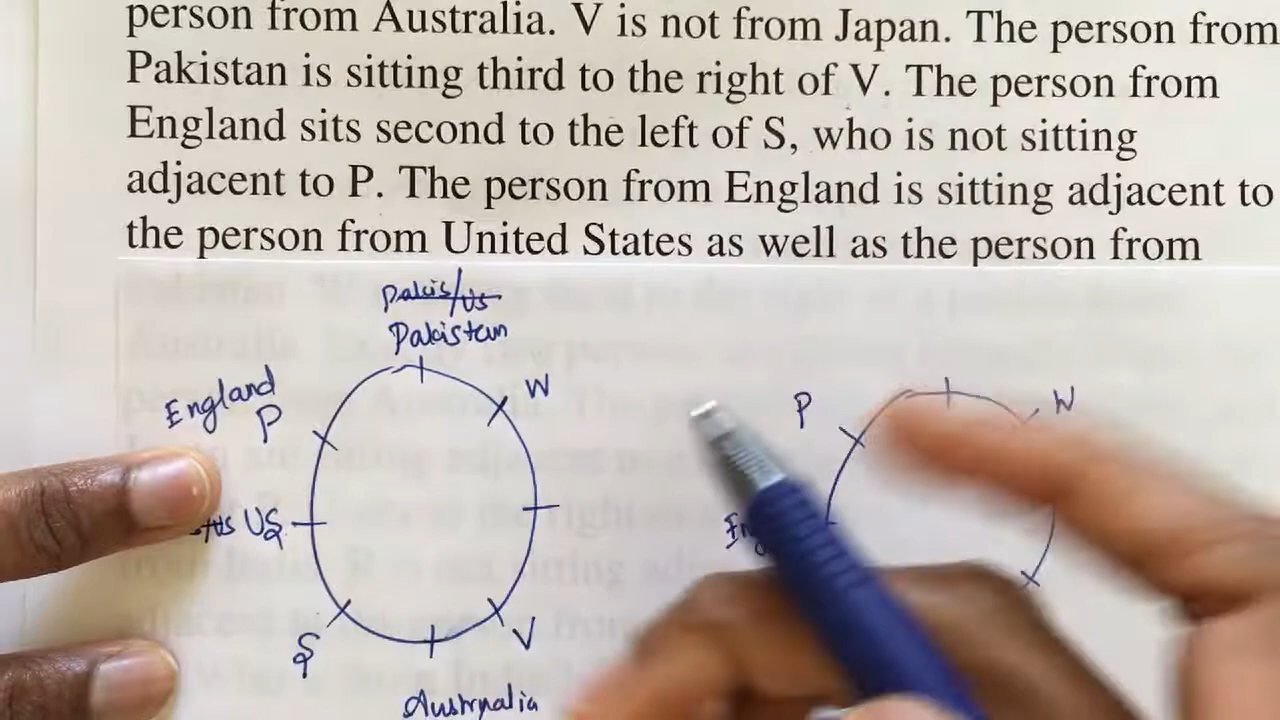 person from Australia. V is not from Japan. The person from
Pakistan is sitting third to the right of V. The person from
England sits second to the left of S, who is not sitting
adjacent to P. The person from England is sitting adjacent to
the person from United States as well as the person from
Pakis/US
Pakistan
W
England
P
US
S
V
Australia
P
W